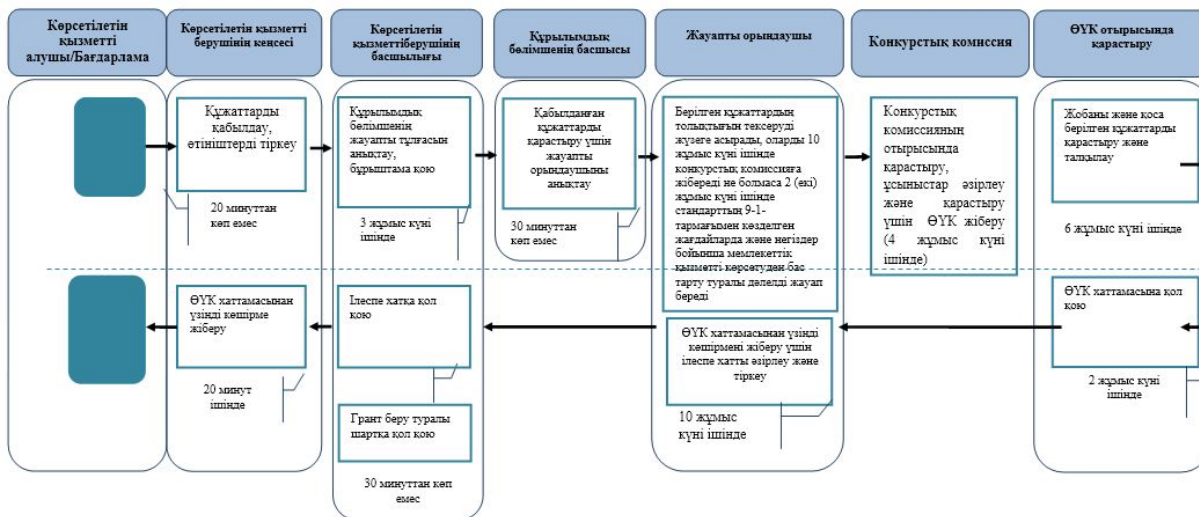 Көрсетілетін
қызметті
алушы/Бағдарлама
Көрсетілетін қызметті
берушінің кеңсесі
Көрсетілетін
қызметтіберушінің
басшылығы
Құрылымдық
бөлімшенің басшысы
Жауапты орындаушы
Конкурстық комиссия
ӨҮК отырысында
қарастыру
Құжаттарды
қабылдау,
өтініштерді тіркеу
20 минуттан
көп емес
Құрылымдық
бөлімшенің
жауапты тұлғасын
анықтау,
бұрыштама қою
3 жұмыс күні
ішінде
Қабылданған
құжаттарды
қарастыру үшін
жауапты
орындаушыны
анықтау
30 минуттан
көп емес
Берілген құжаттардың
толықтығын тексеруді
жүзеге асырады, оларды 10
жұмыс күні ішінде
конкурстық комиссияға
жібереді не болмаса 2 (екі)
жұмыс күні ішінде
стандарттың 9-1-
тармағымен көзделген
жағдайларда және негіздер
бойынша мемлекеттік
қызметті көрсетуден бас
тарту туралы дәлелді жауап
береді
Конкурстық
комиссияның
отырысында
қарастыру,
ұсыныстар әзірлеу
және қарастыру
үшін ӨҮК жіберу
(4 жұмыс күні
ішінде)
Жобаны және қоса
берілген құжаттарды
қарастыру және
талқылау
6 жұмыс күні ішінде
ӨҮК хаттамасынан
үзінді көшірме
жіберу
20 минут
ішінде
Ілеспе хатқа қол
қою
Грант беру туралы
шартқа қол қою
30 минуттан көп
емес
ӨҮК хаттамасынан үзінді
көшірмені жіберу үшін
ілеспе хатты әзірлеу және
тіркеу
10 жұмыс
күні ішінде
ӨҮК хаттамасына қол
қою
2 жұмыс күні
ішінде